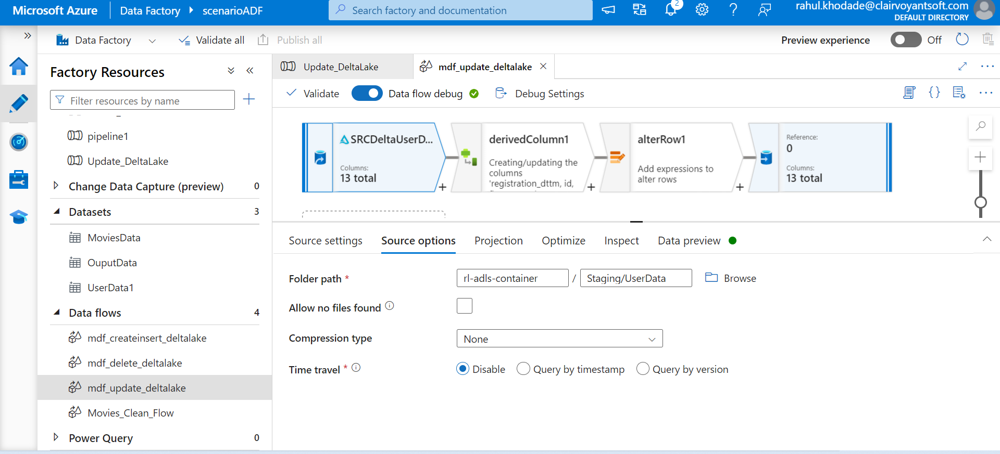 Microsoft Azure
Data Factory
scenarioADF
Search factory and documentation
2
rahul.khodade@clairvoyantsoft.com
DEFAULT DIRECTORY
Data Factory
Validate all
Publish all
Preview experience
Off
Factory Resources
Filter resources by name
pipeline1
Update_DeltaLake
Change Data Capture (preview) 0
Datasets 3
MoviesData
OuputData
UserData1
Data flows 4
mdf_createinsert_deltalake
mdf_delete_deltalake
mdf_update_deltalake
Movies_Clean_Flow
Power Query 0
Update_DeltaLake
mdf_update_deltalake
Validate
Data flow debug
Debug Settings
SRCDeltaUserD...
Columns:
13 total
derivedColumn1
Creating/updating the
columns
'registration_dttm, id,
alterRow1
Add expressions to
alter rows
Reference:
0
Columns:
13 total
Source settings
Source options
Projection
Optimize
Inspect
Data preview
Folder path *
rl-adls-container
/
Staging/UserData
Browse
Allow no files found
Compression type
None
Time travel *
Disable
Query by timestamp
Query by version